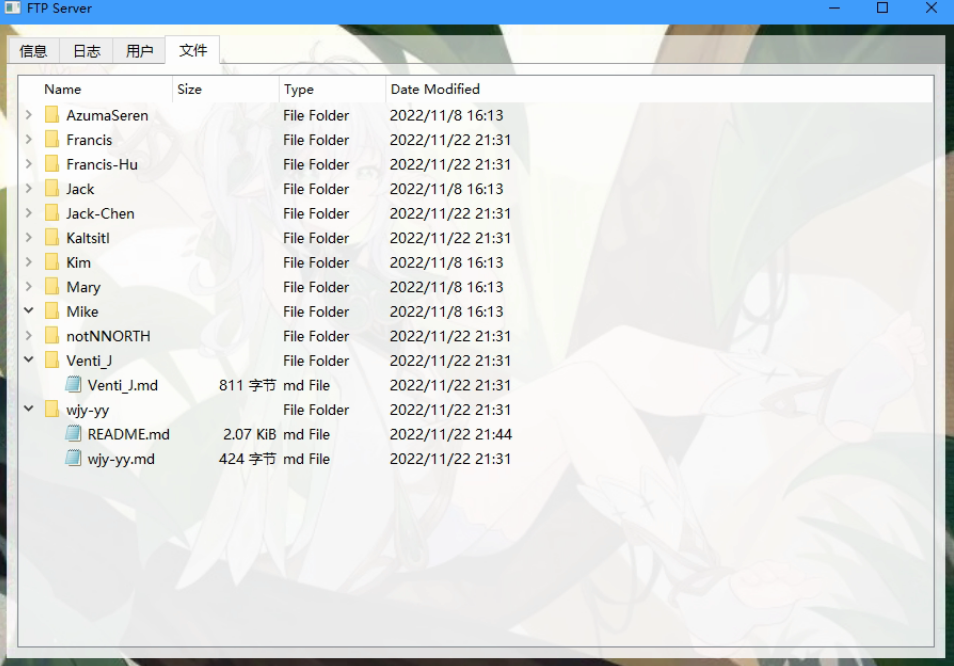 FTP Server
信息 日志 用户 文件
Name Size Type Date Modified
AzumaSeren File Folder 2022/11/8 16:13
Francis File Folder 2022/11/22 21:31
Francis-Hu File Folder 2022/11/22 21:31
Jack File Folder 2022/11/8 16:13
Jack-Chen File Folder 2022/11/22 21:31
Kaltsitl File Folder 2022/11/22 21:31
Kim File Folder 2022/11/8 16:13
Mary File Folder 2022/11/8 16:13
Mike File Folder 2022/11/8 16:13
notNNORTH File Folder 2022/11/22 21:31
Venti_J File Folder 2022/11/22 21:31
Venti_J.md 811 字节 md File 2022/11/22 21:31
wjy-yy File Folder 2022/11/22 21:31
README.md 2.07 KiB md File 2022/11/22 21:44
wjy-yy.md 424 字节 md File 2022/11/22 21:31